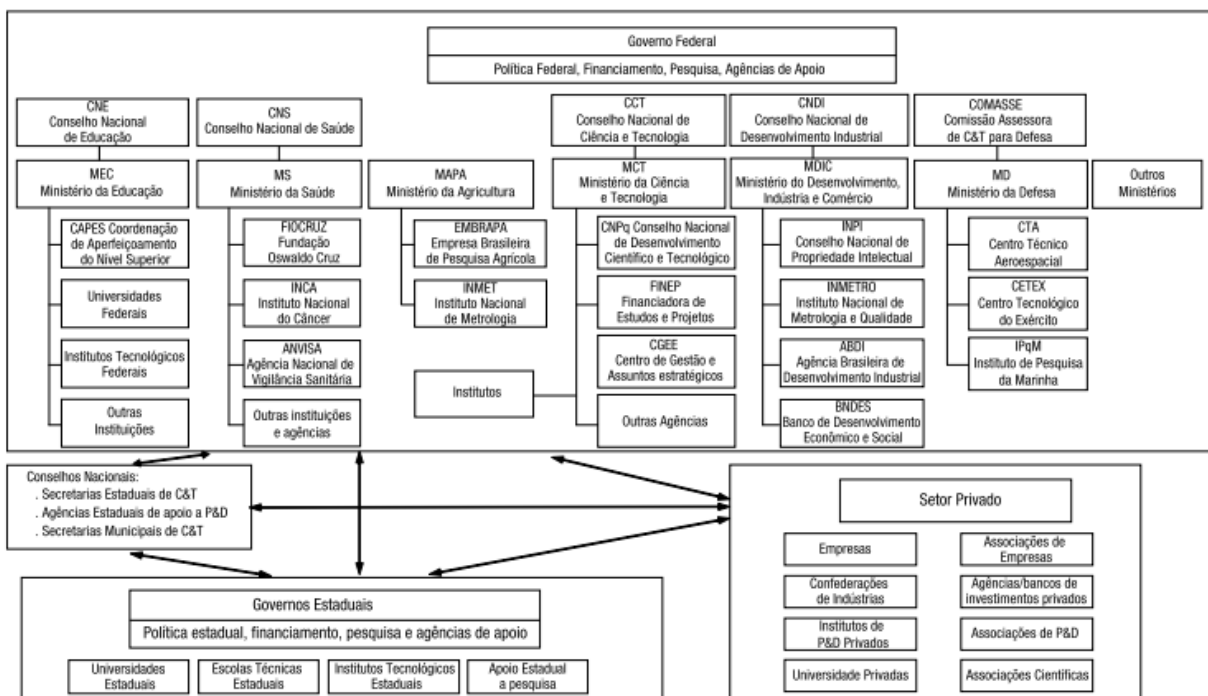 Governo Federal
Política Federal, Financiamento, Pesquisa, Agências de Apoio
CNE
Conselho Nacional
de Educação
CNS
Conselho Nacional de Saúde
CCT
Conselho Nacional de
Ciência e Tecnologia
CNDI
Conselho Nacional de
Desenvolvimento Industrial
COMASSE
Comissão Assessora
de C&T para Defesa
MEC
Ministério da Educação
MS
Ministério da Saúde
MAPA
Ministério da Agricultura
MCT
Ministério da Ciência
e Tecnologia
MDIC
Ministério do Desenvolvimento,
Indústria e Comércio
MD
Ministério da Defesa
Outros
Ministérios
CAPES Coordenação
de Aperfeiçoamento
do Nível Superior
Universidades
Federais
Institutos Tecnológicos
Federais
Outras
Instituições
FIOCRUZ
Fundação
Oswaldo Cruz
INCA
Instituto Nacional
do Câncer
ANVISA
Agência Nacional de
Vigilância Sanitária
Outras instituições
e agências
EMBRAPA
Empresa Brasileira
de Pesquisa Agrícola
INMET
Instituto Nacional
de Metrologia
Institutos
CNPq Conselho Nacional
de Desenvolvimento
Científico e Tecnológico
FINEP
Financiadora de
Estudos e Projetos
CGEE
Centro de Gestão e
Assuntos estratégicos
Outras Agências
INPI
Conselho Nacional de
Propriedade Intelectual
INMETRO
Instituto Nacional de
Metrologia e Qualidade
ABDI
Agência Brasileira de
Desenvolvimento Industrial
BNDES
Banco de Desenvolvimento
Econômico e Social
CTA
Centro Técnico
Aeroespacial
CETEX
Centro Tecnológico
do Exército
IPqM
Instituto de Pesquisa
da Marinha
Conselhos Nacionais:
. Secretarias Estaduais de C&T
. Agências Estaduais de apoio a P&D
. Secretarias Municipais de C&T
Governos Estaduais
Política estadual, financiamento, pesquisa e agências de apoio
Universidades
Estaduais
Escolas Técnicas
Estaduais
Institutos Tecnológicos
Estaduais
Apoio Estadual
a pesquisa
Setor Privado
Empresas
Associações de
Empresas
Confederações
de Indústrias
Agências/bancos de
investimentos privados
Institutos de
P&D Privados
Associações de P&D
Universidade Privadas
Associações Científicas